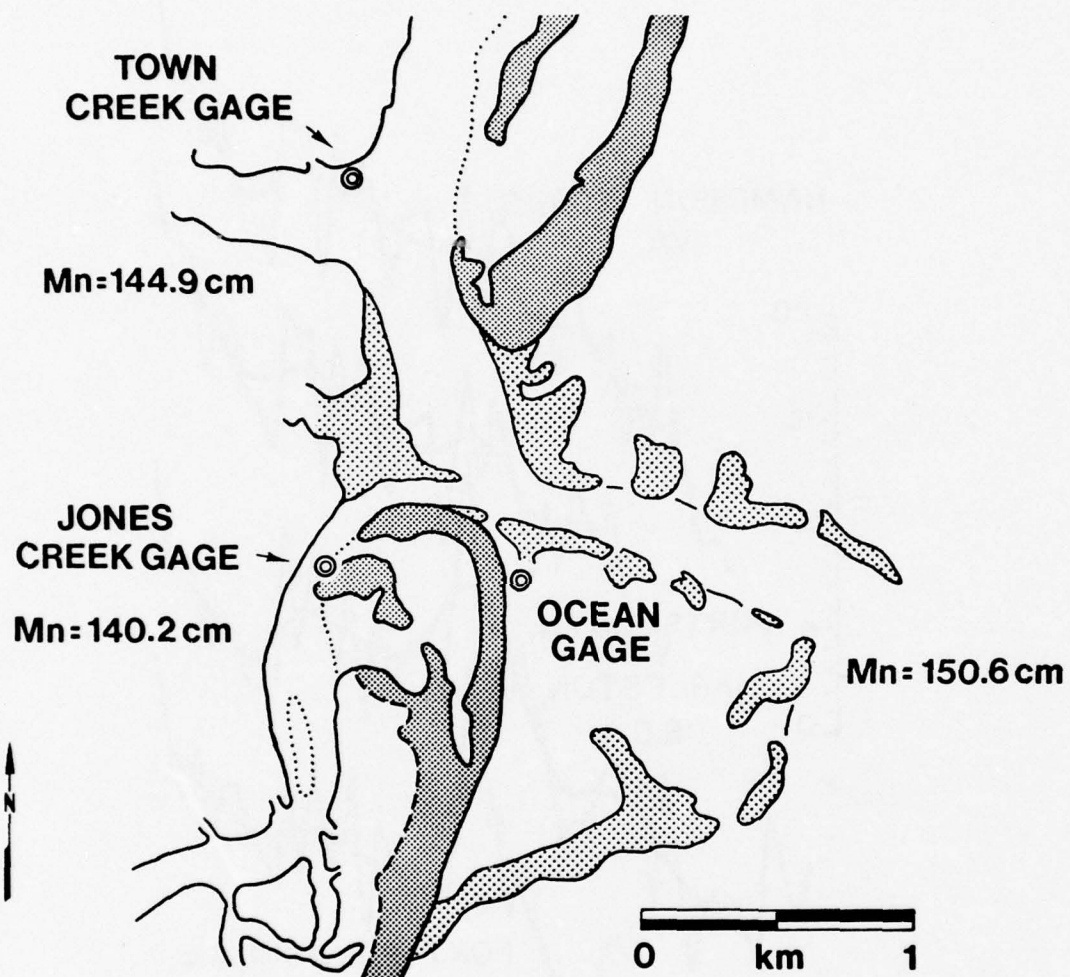 TOWN
CREEK GAGE
Mn=144.9 cm
JONES
CREEK GAGE
Mn=140.2 cm
OCEAN
GAGE
Mn=150.6 cm
N
0 km 1